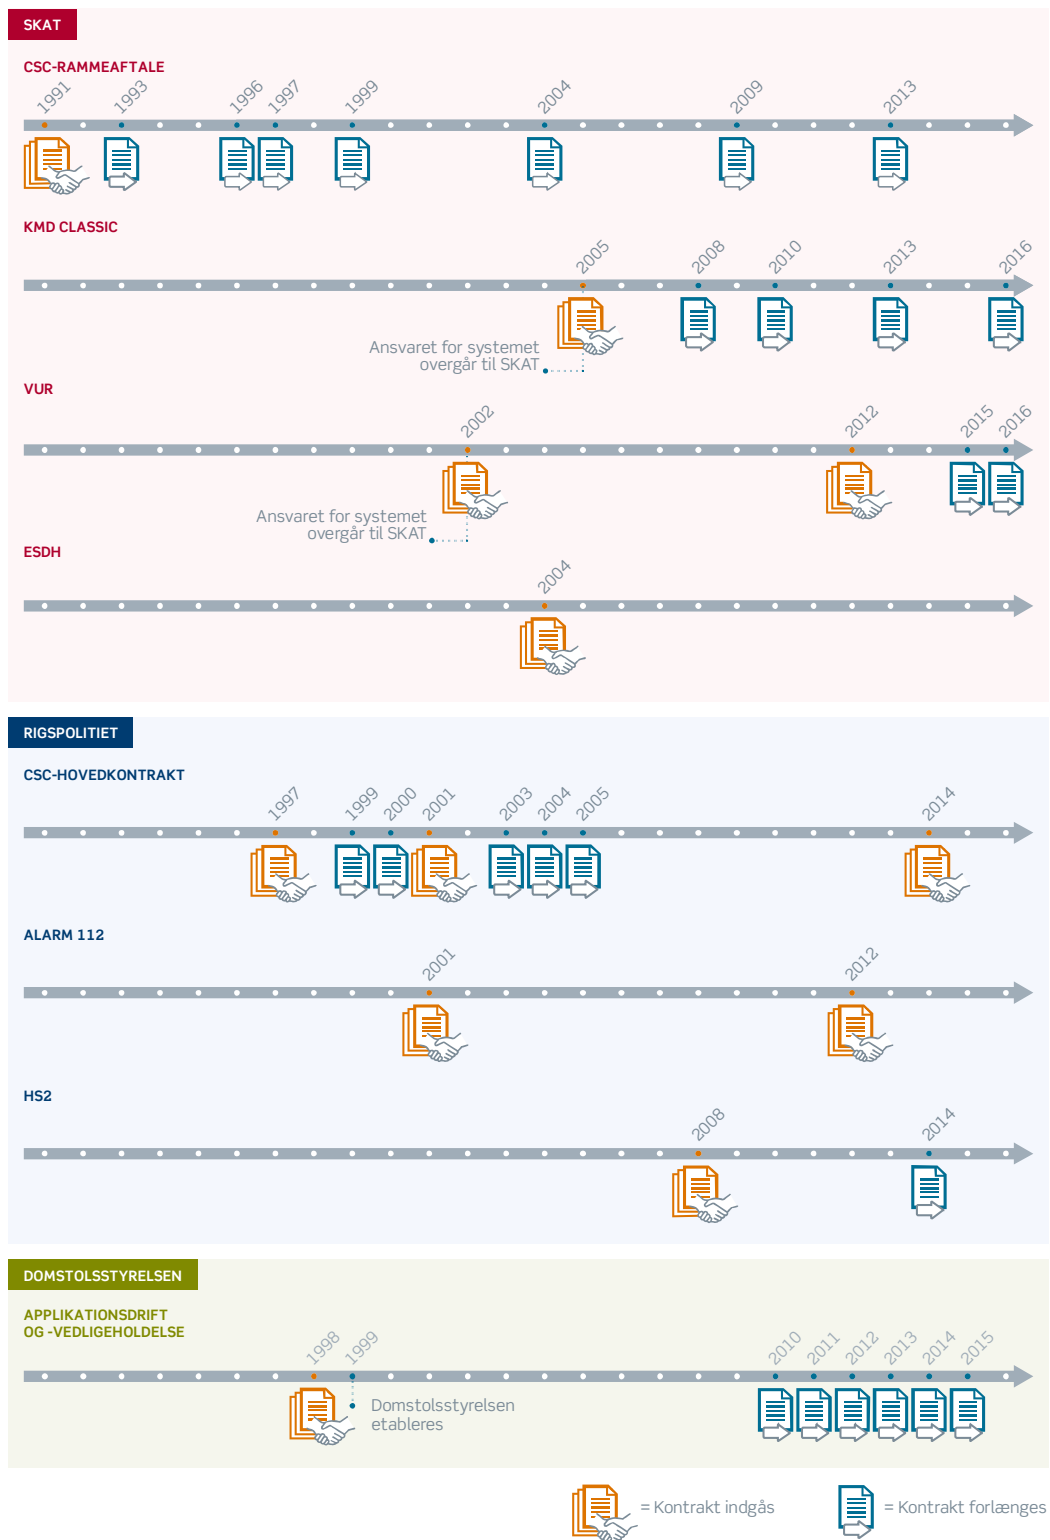 SKAT
CSC-RAMMEAFTALE
1991 1993 1996 1997 1999 2004 2009 2013
KMD CLASSIC
2005 2008 2010 2013 2016
Ansvaret for systemet
overgår til SKAT
VUR
2002 2012 2015 2016
Ansvaret for systemet
overgår til SKAT
ESDH
2004
RIGSPOLITIET
CSC-HOVEDKONTRAKT
1997 1999 2000 2001 2003 2004 2005 2014
ALARM 112
2001 2012
HS2
2008 2014
DOMSTOLSSTYRELSEN
APPLIKATIONSDRIFT
OG -VEDLIGEHOLDELSE
1998 1999 2010 2011 2012 2013 2014 2015
Domstolsstyrelsen
etableres
= Kontrakt indgås
= Kontrakt forlænges